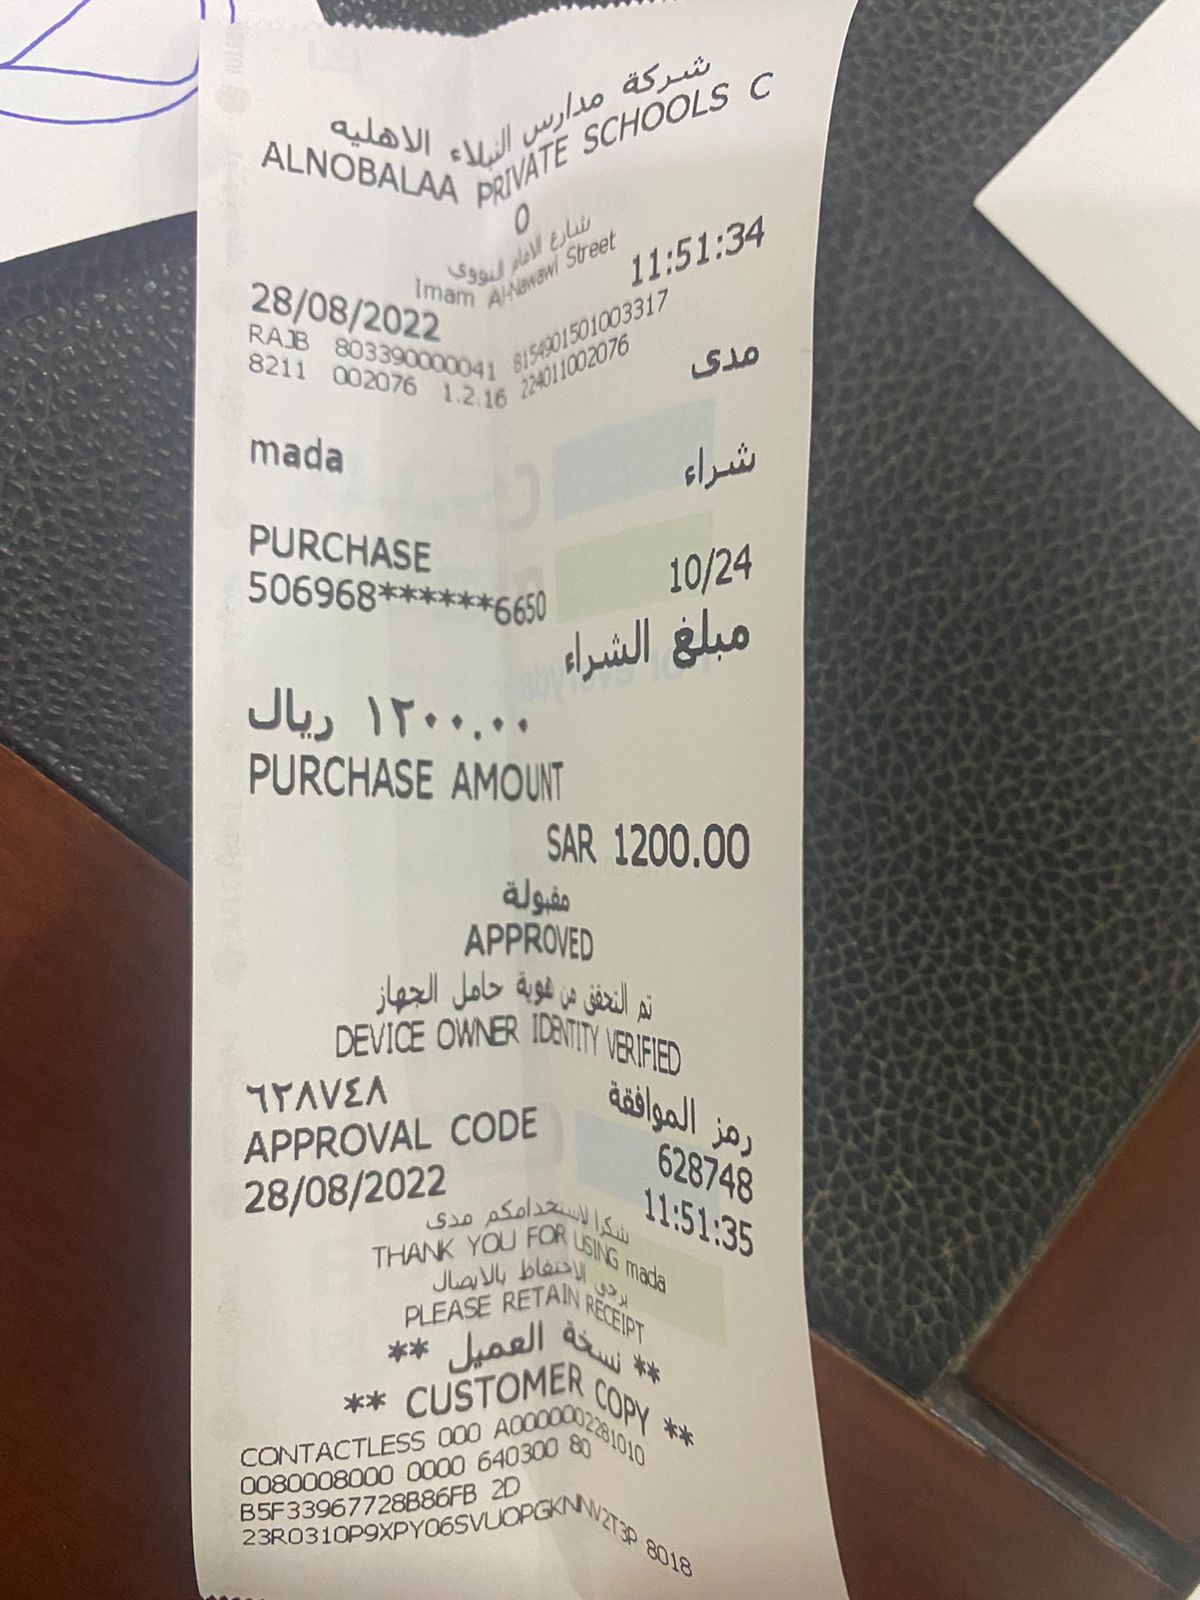 شركة مدارس النبلاء الاهليه
ALNOBALAA PRIVATE SCHOOLS C
O
شارع الامام النووي
Imam Al-Nawawi Street
28/08/2022 11:51:34
RAJB 803390000041 8154901501003317
8211 002076 1.2.16 224011002076
مدى
mada
شراء
PURCHASE
506968******6650 10/24
مبلغ الشراء
١٢٠٠.٠٠ ريال
PURCHASE AMOUNT
SAR 1200.00
مقبولة
APPROVED
تم التحقق من هوية حامل الجهاز
DEVICE OWNER IDENTITY VERIFIED
رمز الموافقة ٦٢٨٧٤٨
APPROVAL CODE 628748
28/08/2022 11:51:35
شكرا لاستخدامكم مدى
THANK YOU FOR USING mada
يرجى الاحتفاظ بالايصال
PLEASE RETAIN RECEIPT
** نسخة العميل **
** CUSTOMER COPY **
CONTACTLESS 000 A0000002281010
0080008000 0000 640300 80
B5F33967728B86FB 2D
23RO310P9XPY06SVUOPGKNNNV2T3P 8018